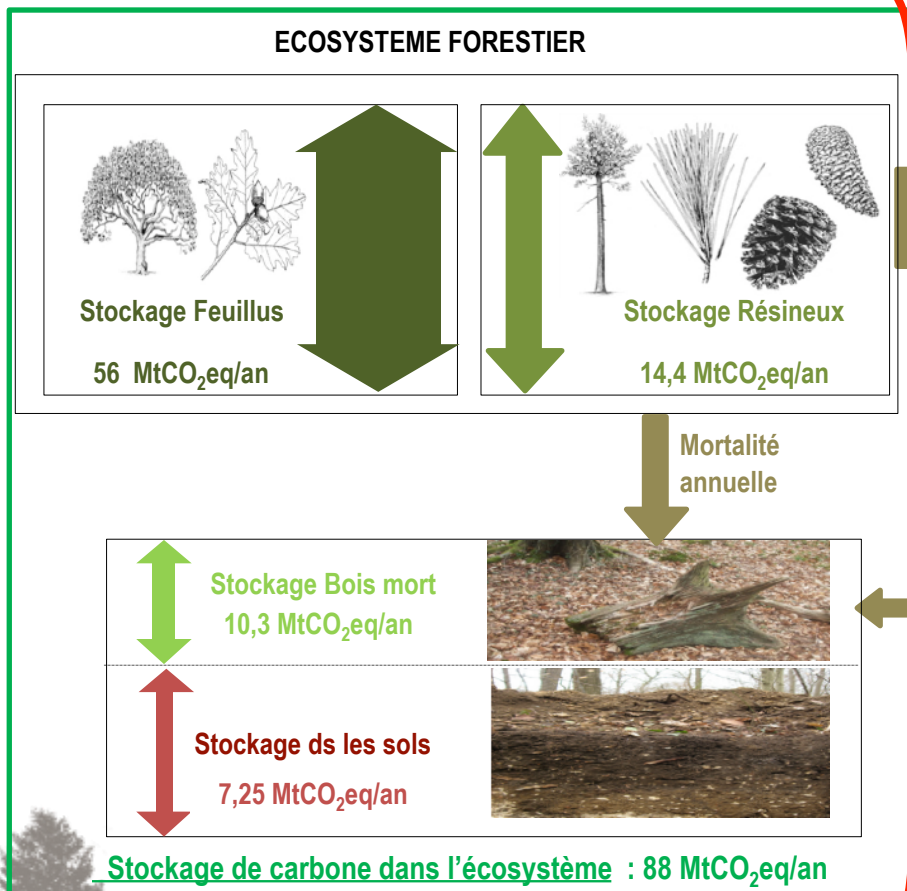 ECOSYSTEME FORESTIER
Stockage Feuillus
56 MtCO₂eq/an
Stockage Résineux
14,4 MtCO₂eq/an
Mortalité
annuelle
Stockage Bois mort
10,3 MtCO₂eq/an
Stockage ds les sols
7,25 MtCO₂eq/an
Stockage de carbone dans l’écosystème : 88 MtCO₂eq/an